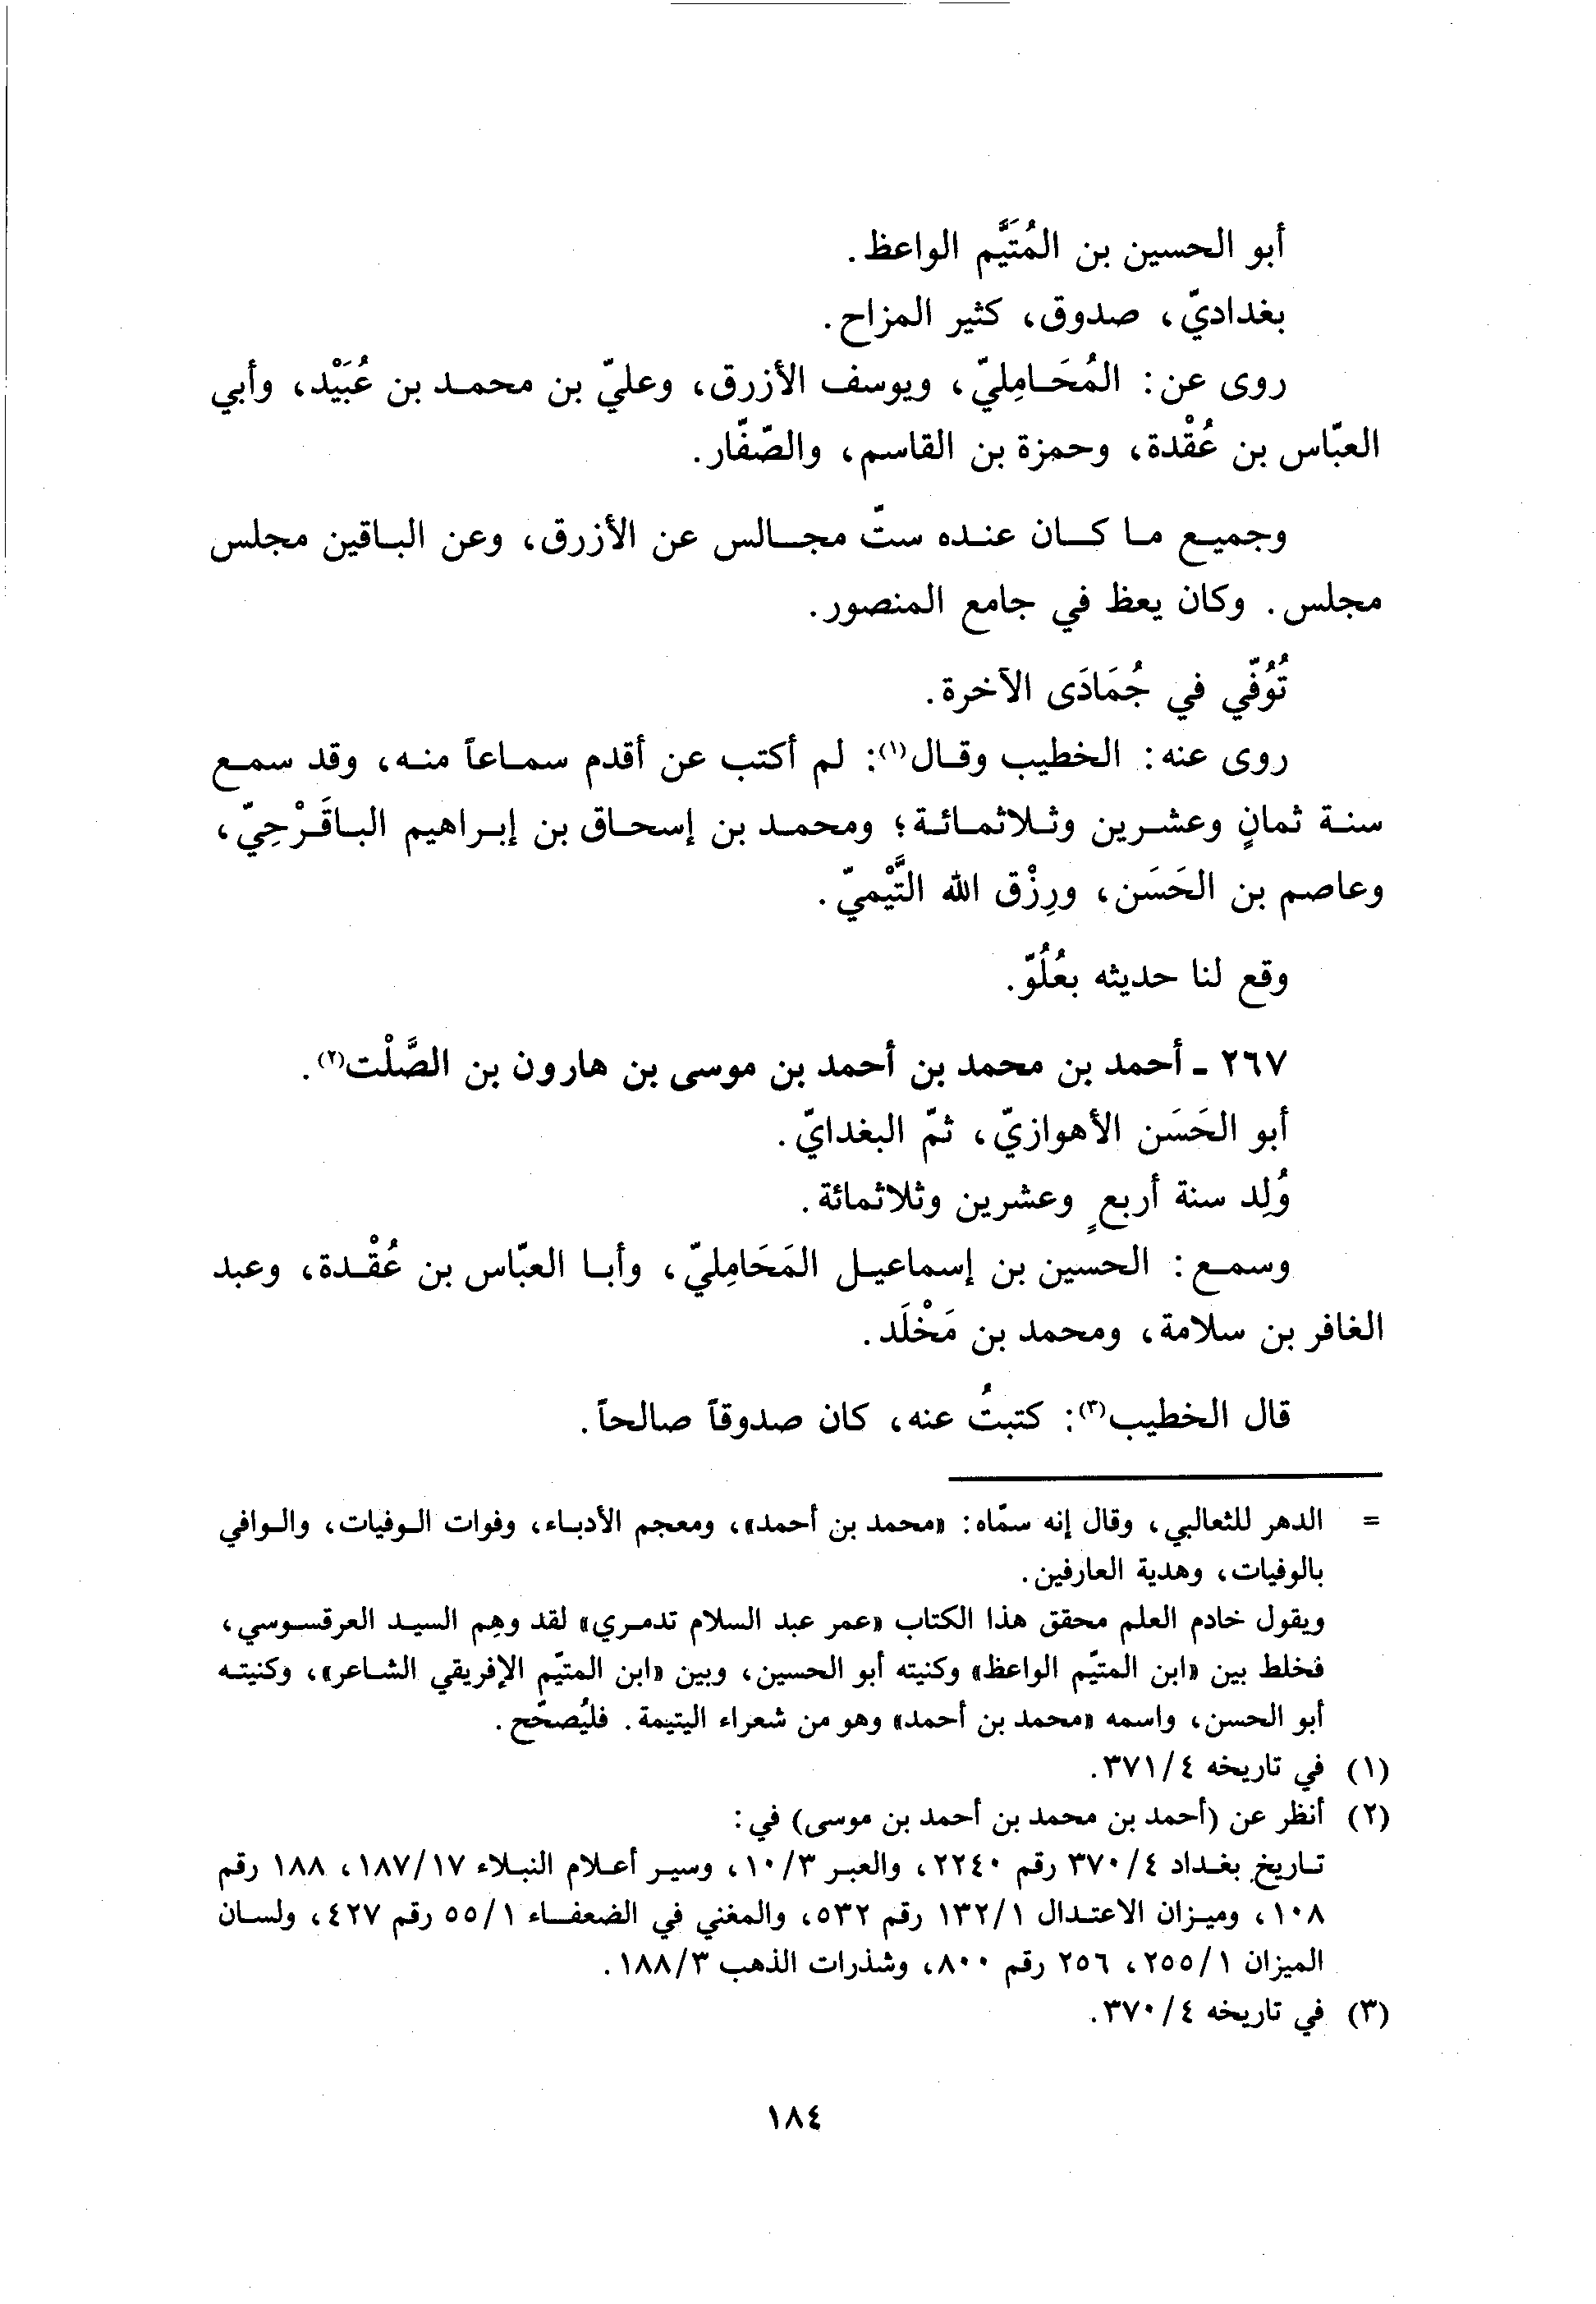 أبو الحسين بن المُتَيَّم الواعظ.
بغداديّ، صدوق، كثير المزاح.
روى عن: المُحَامِليّ، ويوسف الأزرق، وعليّ بن محمد بن عُبَيْد، وأبي
العبّاس بن عُقْدة، وحمزة بن القاسم، والصّفّار.
وجميع ما كان عنده ستّ مجالس عن الأزرق، وعن الباقين مجلس
مجلس. وكان يعظ في جامع المنصور.
تُوُفّي في جُمَادَى الآخرة.
روى عنه: الخطيب وقال(١): لم أكتب عن أقدم سماعاً منه، وقد سمع
سنة ثمانٍ وعشرين وثلاثمائة؛ ومحمد بن إسحاق بن إبراهيم الباقَرْحِيّ،
وعاصم بن الحَسَن، ورِزْق الله التَّيْميّ.
وقع لنا حديثه بعُلُوّ.
٢٦٧ - أحمد بن محمد بن أحمد بن موسى بن هارون بن الصَّلْت(٢).
أبو الحَسَن الأهوازيّ، ثمّ البغدايّ.
وُلِد سنة أربعٍ وعشرين وثلاثمائة.
وسمع: الحسين بن إسماعيل المَحَامِليّ، وأبا العبّاس بن عُقْدة، وعبد
الغافر بن سلامة، ومحمد بن مَخْلَد.
قال الخطيب(٣): كتبتُ عنه، كان صدوقاً صالحاً.
= الدهر للثعالبي، وقال إنه سمّاه: «محمد بن أحمد»، ومعجم الأدباء، وفوات الوفيات، والوافي
بالوفيات، وهدية العارفين.
ويقول خادم العلم محقق هذا الكتاب «عمر عبد السلام تدمري» لقد وهِم السيد العرقسوسي،
فخلط بين «ابن المتيّم الواعظ» وكنيته أبو الحسين، وبين «ابن المتيّم الإفريقي الشاعر»، وكنيته
أبو الحسن، واسمه «محمد بن أحمد» وهو من شعراء اليتيمة. فليُصحّح.
(١) في تاريخه ٤/٣٧١.
(٢) أنظر عن (أحمد بن محمد بن أحمد بن موسى) في:
تاريخ بغداد ٤/٣٧٠ رقم ٢٢٤٠، والعبر ٣/١٠، وسير أعلام النبلاء ١٧/١٨٧، ١٨٨ رقم
١٠٨، وميزان الاعتدال ١/١٣٢ رقم ٥٣٢، والمغني في الضعفاء ١/٥٥ رقم ٤٢٧، ولسان
الميزان ١/٢٥٥، ٢٥٦ رقم ٨٠٠، وشذرات الذهب ٣/١٨٨.
(٣) في تاريخه ٤/٣٧٠.
١٨٤